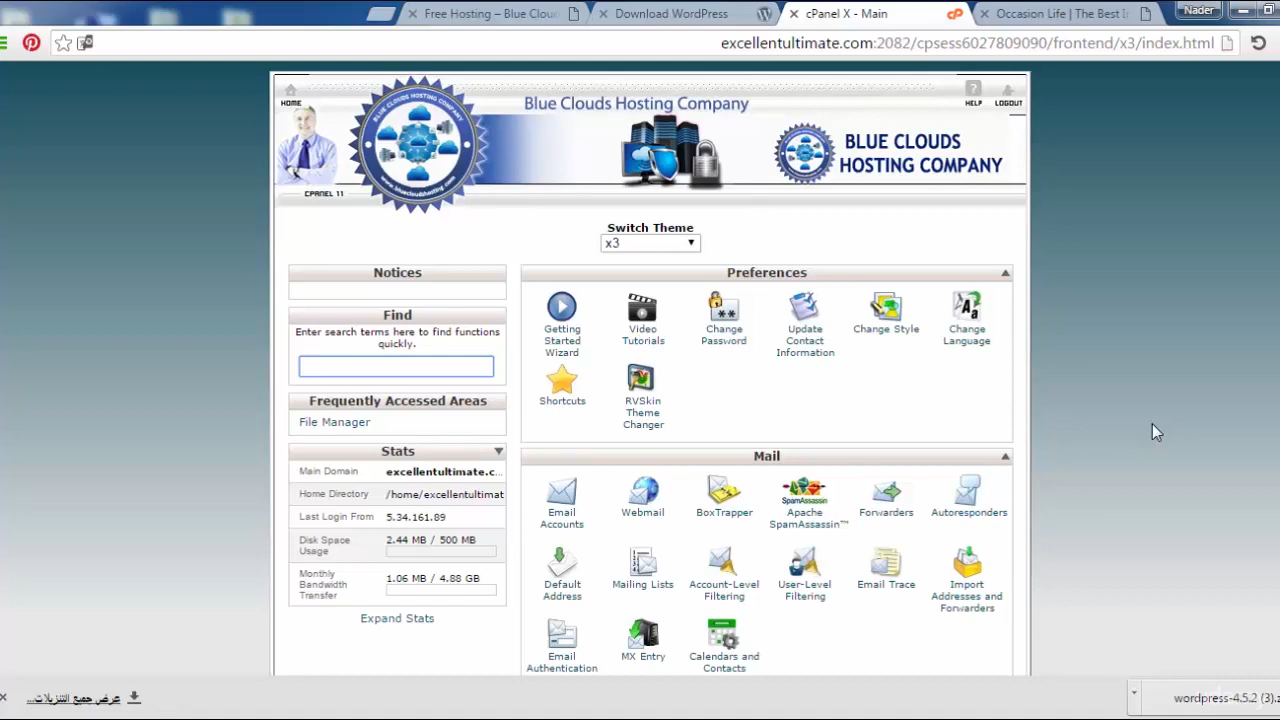 Nader
Free Hosting – Blue Clou
Download WordPress
cPanel X - Main
Occasion Life | The Best I
excellentultimate.com:2082/cpsess6027809090/frontend/x3/index.html
HOME
HELP
LOGOUT
BLUE CLOUDS HOSTING COMPANY
Blue Clouds Hosting Company
BLUE CLOUDS
HOSTING COMPANY
CPANEL 11
Switch Theme
x3
Notices
Find
Enter search terms here to find functions
quickly.
Frequently Accessed Areas
File Manager
Stats
Main Domain excellentultimate.c...
Home Directory /home/excellentultimat
Last Login From 5.34.161.89
Disk Space
Usage
2.44 MB / 500 MB
Monthly
Bandwidth
Transfer
1.06 MB / 4.88 GB
Expand Stats
Preferences
Getting
Started
Wizard
Video
Tutorials
Change
Password
Update
Contact
Information
Change Style
Change
Language
Shortcuts
RVSkin
Theme
Changer
Mail
Email
Accounts
Webmail
BoxTrapper
SpamAssassin
Apache
SpamAssassin™
Forwarders
Autoresponders
Default
Address
Mailing Lists
Account-Level
Filtering
User-Level
Filtering
Email Trace
Import
Addresses and
Forwarders
Email
Authentication
MX Entry
Calendars and
Contacts
عرض جميع التنزيلات...
wordpress-4.5.2 (3).z